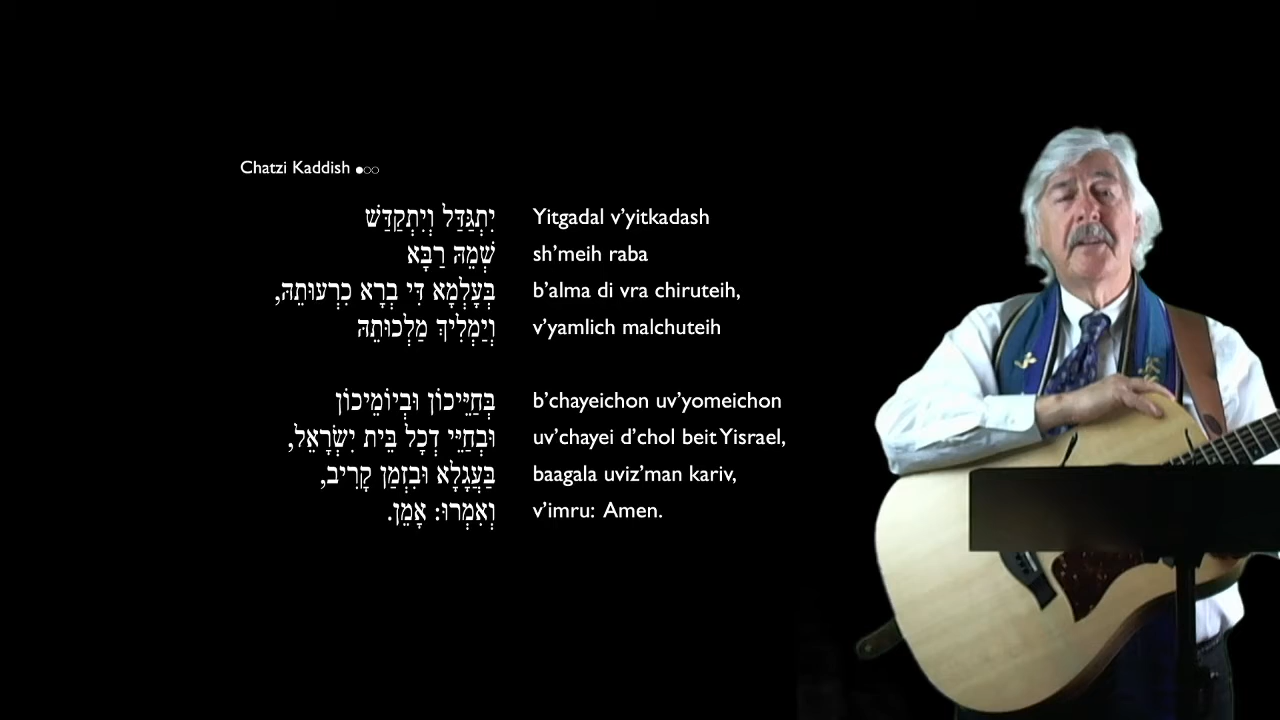 Chatzi Kaddish ●○○
יִתְגַּדַּל וְיִתְקַדַּשׁ
שְׁמֵהּ רַבָּא
בְּעָלְמָא דִּי בְרָא כִרְעוּתֵהּ,
וְיַמְלִיךְ מַלְכוּתֵהּ
בְּחַיֵּיכוֹן וּבְיוֹמֵיכוֹן
וּבְחַיֵּי דְכָל בֵּית יִשְׂרָאֵל,
בַּעֲגָלָא וּבִזְמַן קָרִיב,
וְאִמְרוּ: אָמֵן.
Yitgadal v'yitkadash
sh'meih raba
b'alma di vra chiruteih,
v'yamlich malchuteih
b'chayeichon uv'yomeichon
uv'chayei d'chol beit Yisrael,
baagala uviz'man kariv,
v'imru: Amen.